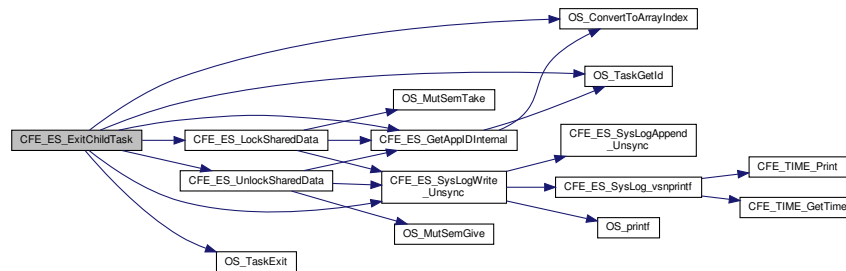 OS_ConvertToArrayIndex
OS_TaskGetId
OS_MutSemTake
CFE_ES_SysLogAppend
_Unsync
CFE_ES_ExitChildTask
CFE_ES_LockSharedData
CFE_ES_GetAppIDInternal
CFE_TIME_Print
CFE_ES_UnlockSharedData
CFE_ES_SysLogWrite
_Unsync
CFE_ES_SysLog_vsnprintf
CFE_TIME_GetTime
OS_MutSemGive
OS_printf
OS_TaskExit